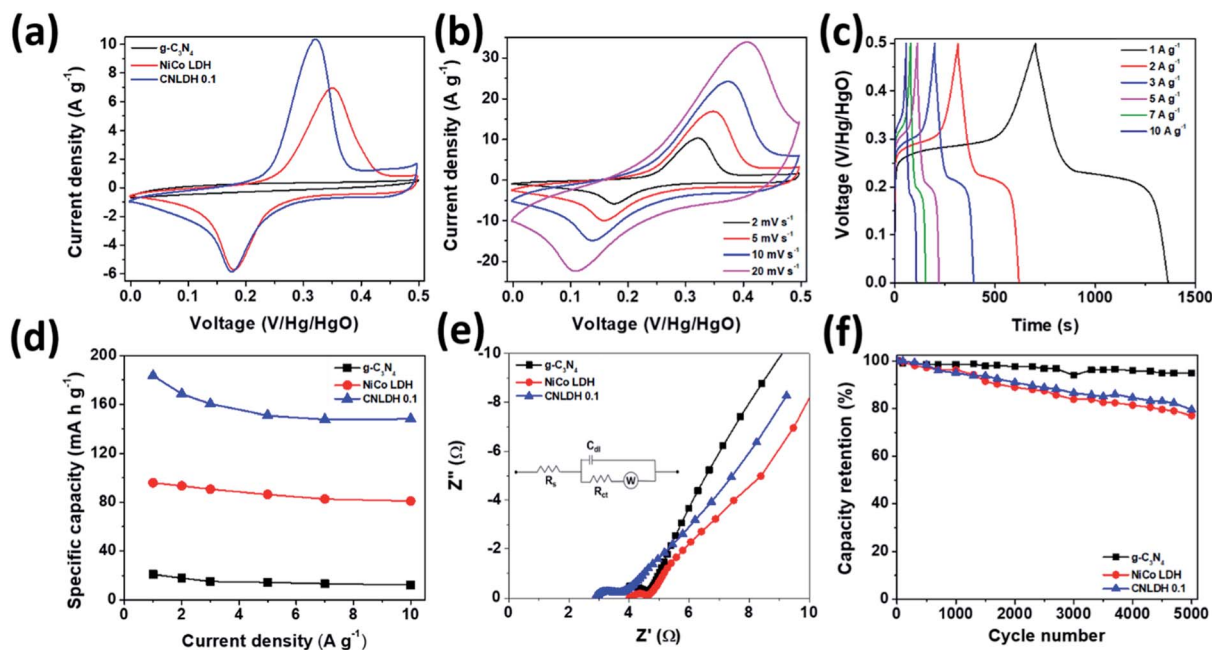 (a)
g-C₃N₄
NiCo LDH
CNLDH 0.1
10
8
6
4
2
0
-2
-4
-6
Current density (A g⁻¹)
0.0 0.1 0.2 0.3 0.4 0.5
Voltage (V/Hg/HgO)
(b)
30
20
10
0
-10
-20
Current density (A g⁻¹)
2 mV s⁻¹
5 mV s⁻¹
10 mV s⁻¹
20 mV s⁻¹
0.0 0.1 0.2 0.3 0.4 0.5
Voltage (V/Hg/HgO)
(c)
0.5
0.4
0.3
0.2
0.1
0.0
Voltage (V/Hg/HgO)
1 A g⁻¹
2 A g⁻¹
3 A g⁻¹
5 A g⁻¹
7 A g⁻¹
10 A g⁻¹
0 500 1000 1500
Time (s)
(d)
200
160
120
80
40
0
Specific capacity (mA h g⁻¹)
g-C₃N₄
NiCo LDH
CNLDH 0.1
0 2 4 6 8 10
Current density (A g⁻¹)
(e)
-10
-8
-6
-4
-2
0
Z'' (Ω)
g-C₃N₄
NiCo LDH
CNLDH 0.1
C_dl
R_s
R_ct
W
0 2 4 6 8 10
Z' (Ω)
(f)
100
80
60
40
20
0
Capacity retention (%)
g-C₃N₄
NiCo LDH
CNLDH 0.1
0 1000 2000 3000 4000 5000
Cycle number